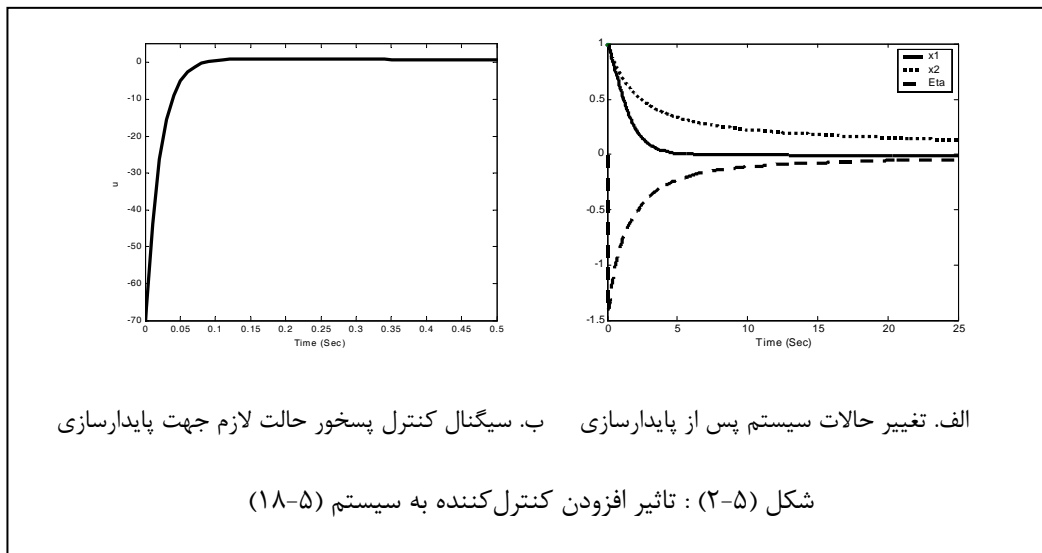 0
-10
-20
-30
-40
-50
-60
-70
u
0 0.05 0.1 0.15 0.2 0.25 0.3 0.35 0.4 0.45 0.5
Time (Sec)
1
0.5
0
-0.5
-1
-1.5
x1
x2
Eta
0 5 10 15 20 25
Time (Sec)
الف. تغییر حالات سیستم پس از پایدارسازی ب. سیگنال کنترل پسخور حالت لازم جهت پایدارسازی
شکل (۵-۲) : تاثیر افزودن کنترل‌کننده به سیستم (۵-۱۸)